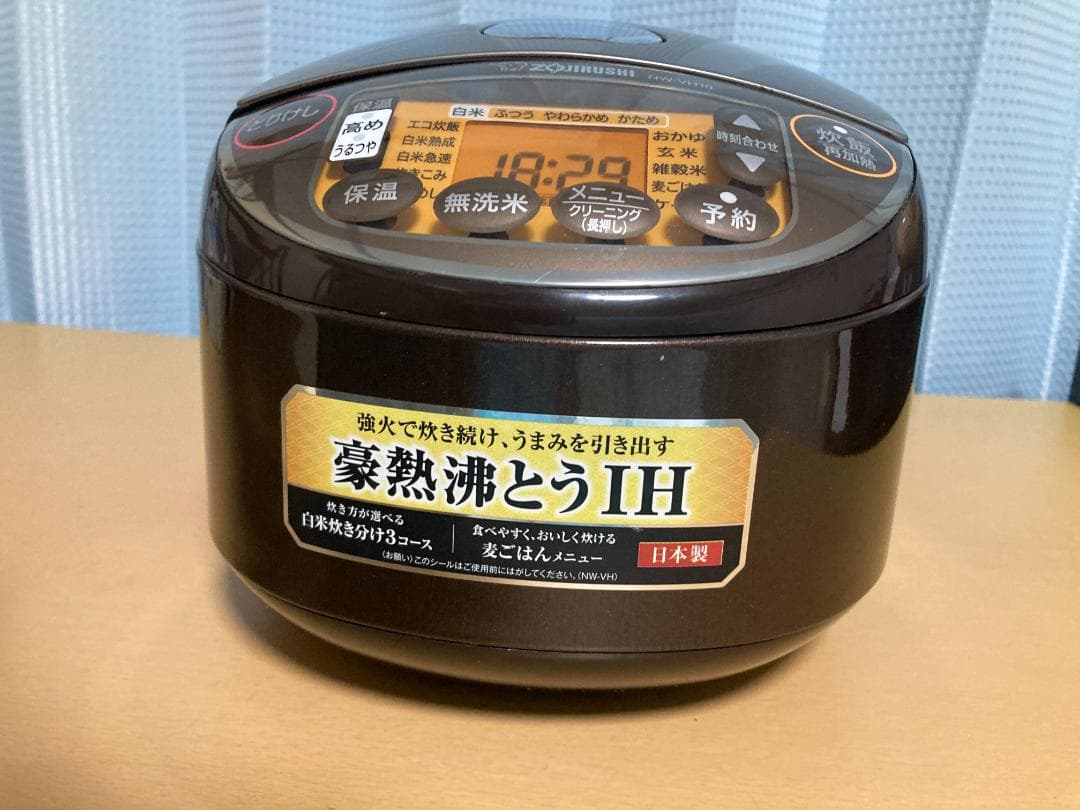 ZOJIRUSHI NW-VH10
とりけし
保温
高め
うるつや
白米 ふつう やわらかめ かため
エコ炊飯
白米熟成
白米急速
18:29
おかゆ
玄米
雑穀米
時刻合わせ
炊飯
再加熱
保温
無洗米
メニュー
クリーニング
(長押し)
予約
強火で炊き続け、うまみを引き出す
豪熱沸とうIH
炊き方が選べる
白米炊き分け3コース
食べやすく、おいしく炊ける
麦ごはんメニュー
日本製
(お願い)このシールはご使用前にはがしてください。(NW-VH)